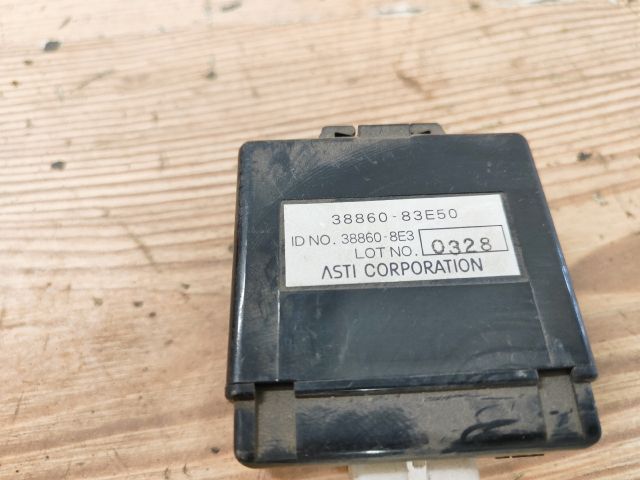 38860-83E50
ID NO. 38860-8E3
LOT NO. 0328
ASTI CORPORATION